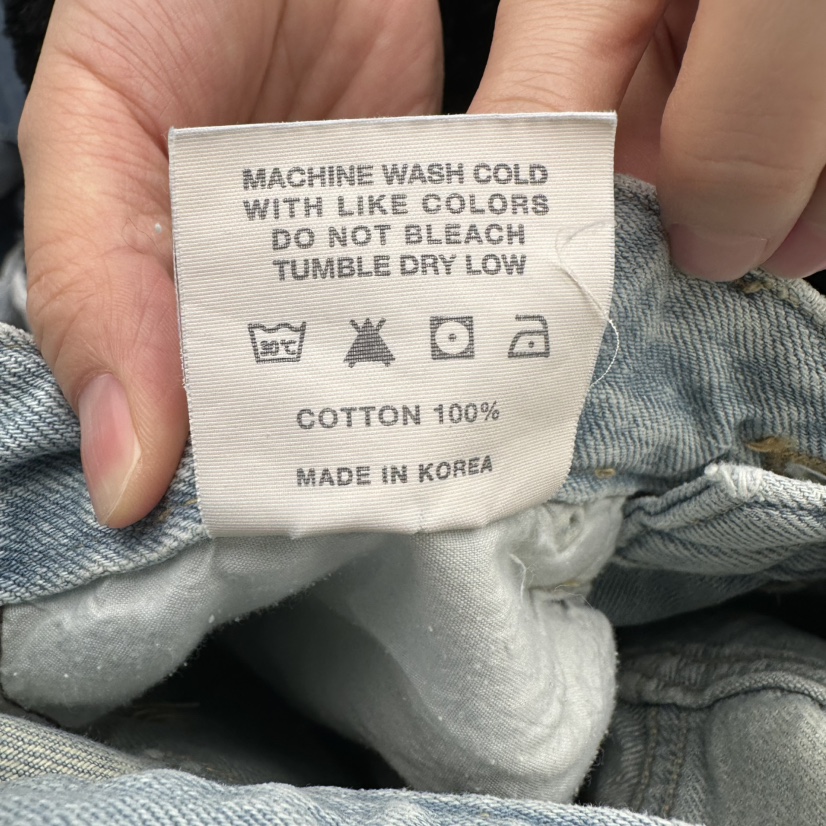 MACHINE WASH COLD
WITH LIKE COLORS
DO NOT BLEACH
TUMBLE DRY LOW
30°C
COTTON 100%
MADE IN KOREA